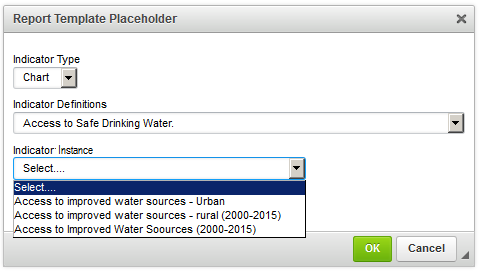 Report Template Placeholder
Indicator Type
Chart
Indicator Definitions
Access to Safe Drinking Water.
Indicator Instance
Select....
Select....
Access to improved water sources - Urban
Access to improved water sources - rural (2000-2015)
Access to Improved Water Soources (2000-2015)
OK
Cancel